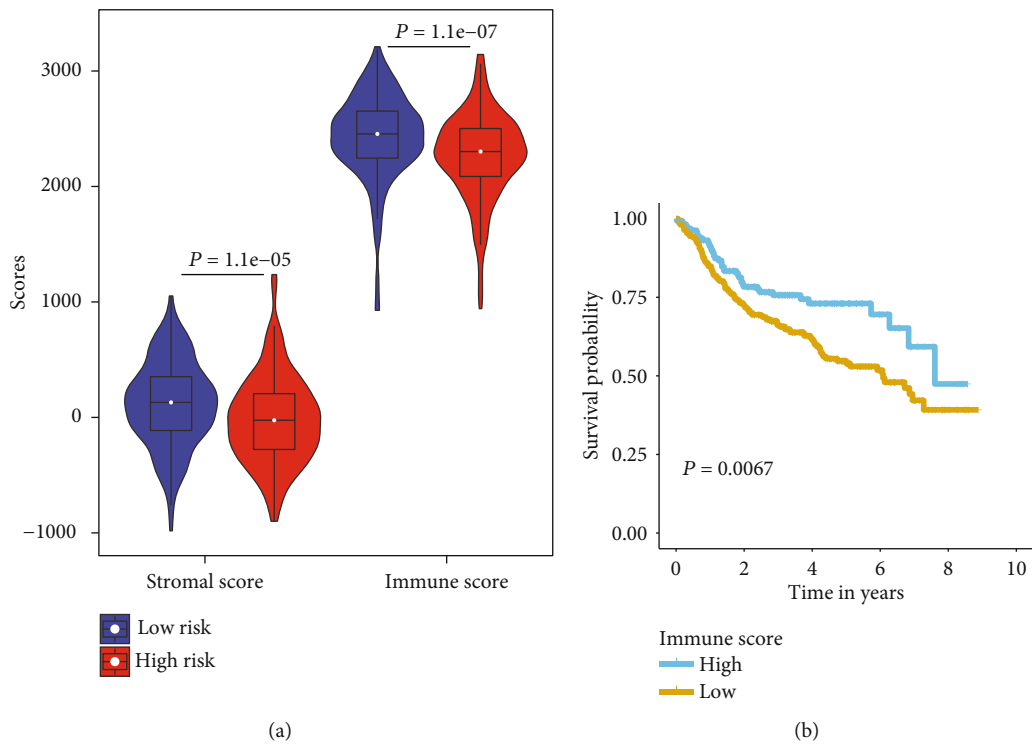 P = 1.1e−07
3000
2000
P = 1.1e−05
1000
0
−1000
Scores
Stromal score
Immune score
Low risk
High risk
(a)
1.00
0.75
0.50
0.25
0.00
Survival probability
P = 0.0067
0 2 4 6 8 10
Time in years
Immune score
High
Low
(b)